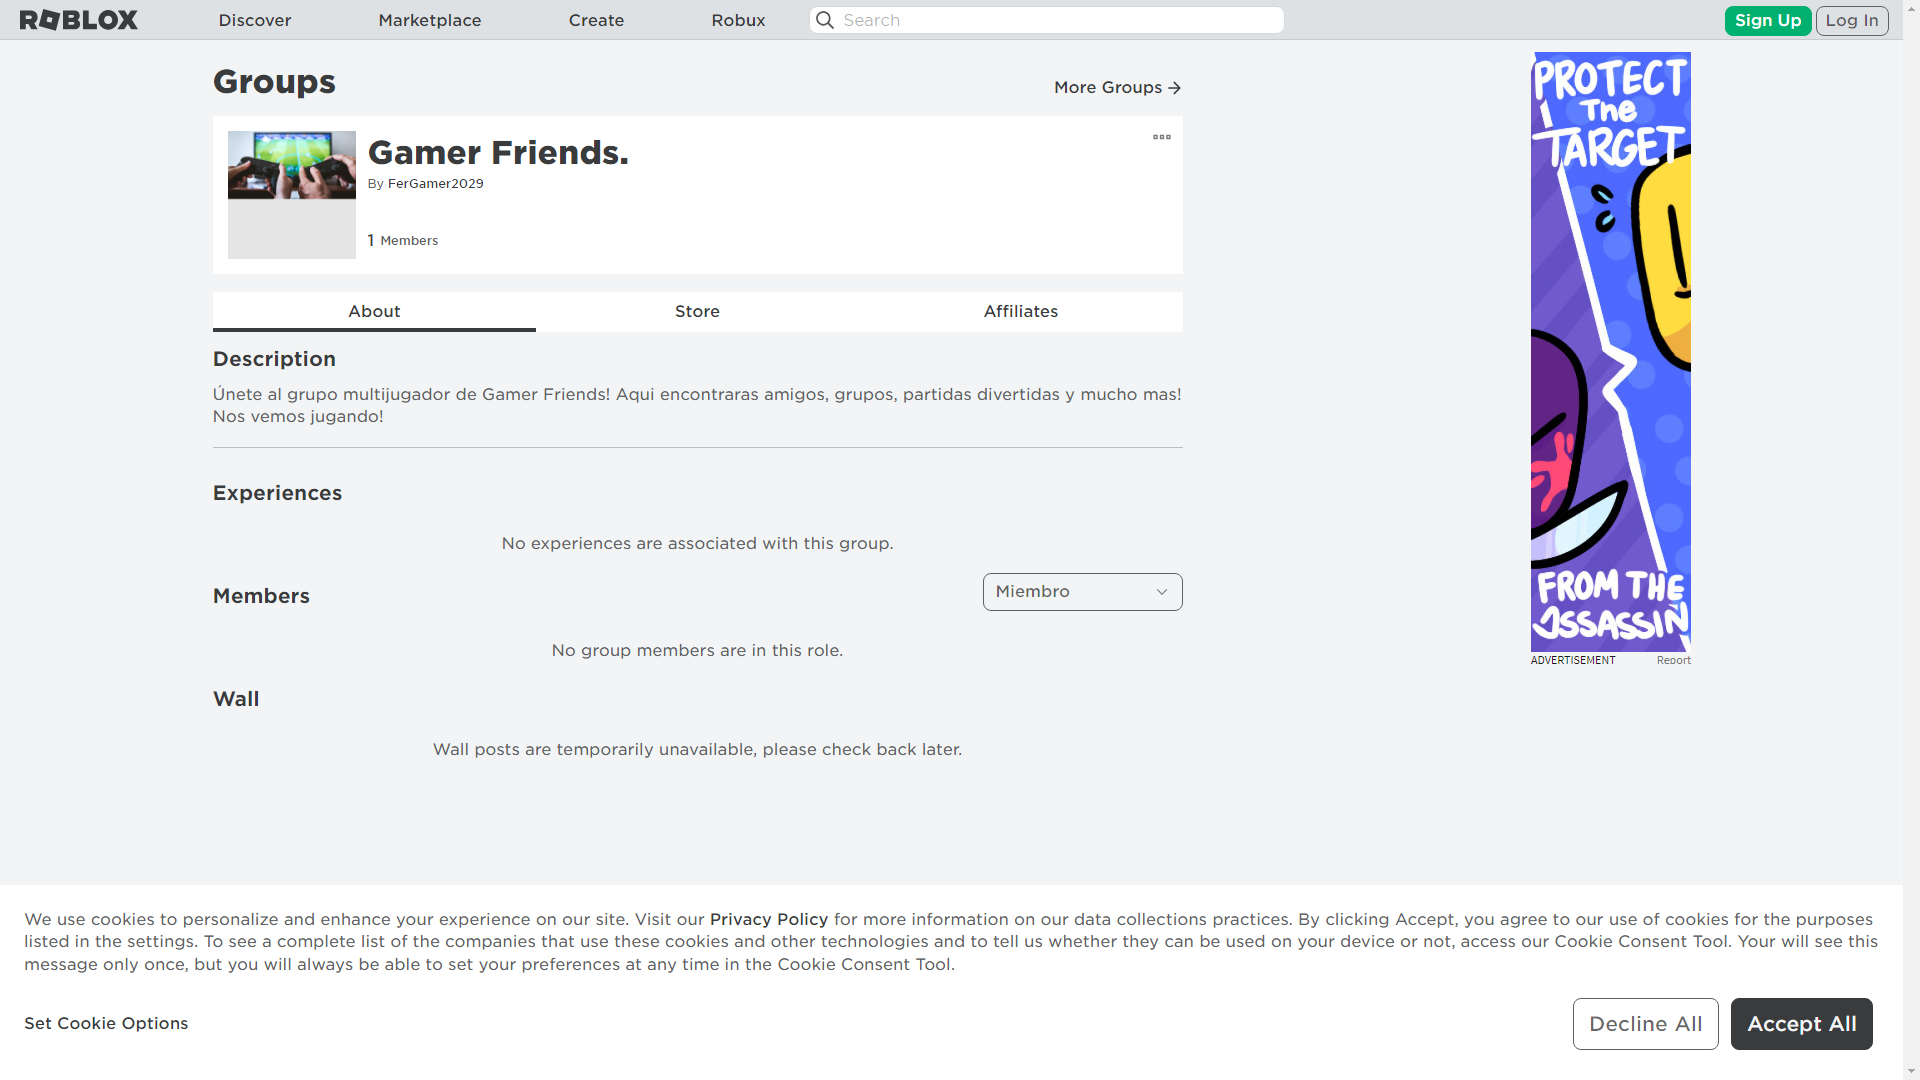 ROBLOX
Discover
Marketplace
Create
Robux
Search
Sign Up
Log In
Groups
More Groups
Gamer Friends.
By FerGamer2029
1 Members
About
Store
Affiliates
Description
Únete al grupo multijugador de Gamer Friends! Aqui encontraras amigos, grupos, partidas divertidas y mucho mas!
Nos vemos jugando!
Experiences
No experiences are associated with this group.
Members
Miembro
No group members are in this role.
Wall
Wall posts are temporarily unavailable, please check back later.
PROTECT
The
TARGET
FROM THE
ASSASSIN
ADVERTISEMENT
Report
We use cookies to personalize and enhance your experience on our site. Visit our Privacy Policy for more information on our data collections practices. By clicking Accept, you agree to our use of cookies for the purposes
listed in the settings. To see a complete list of the companies that use these cookies and other technologies and to tell us whether they can be used on your device or not, access our Cookie Consent Tool. Your will see this
message only once, but you will always be able to set your preferences at any time in the Cookie Consent Tool.
Set Cookie Options
Decline All
Accept All